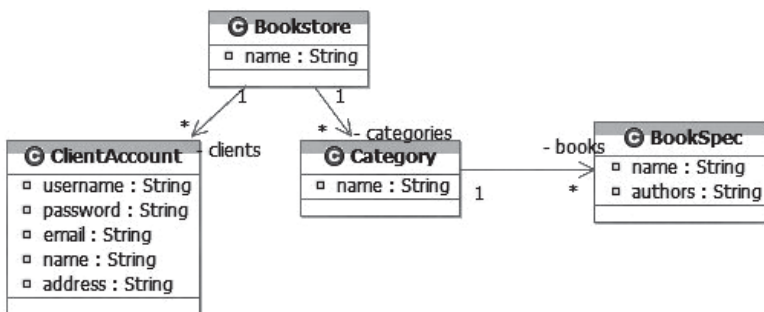 C Bookstore
name : String
1
1
*
- clients
*
- categories
C ClientAccount
username : String
password : String
email : String
name : String
address : String
C Category
name : String
1
- books
*
C BookSpec
name : String
authors : String